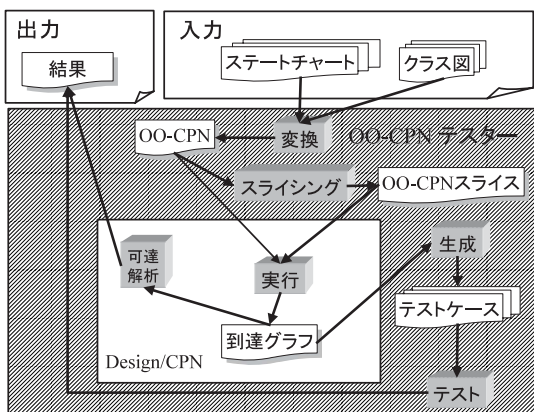 出力
結果
入力
ステートチャート
クラス図
OO-CPN
変換
OO-CPN テスター
スライシング
OO-CPNスライス
可達
解析
実行
生成
到達グラフ
テストケース
Design/CPN
テスト